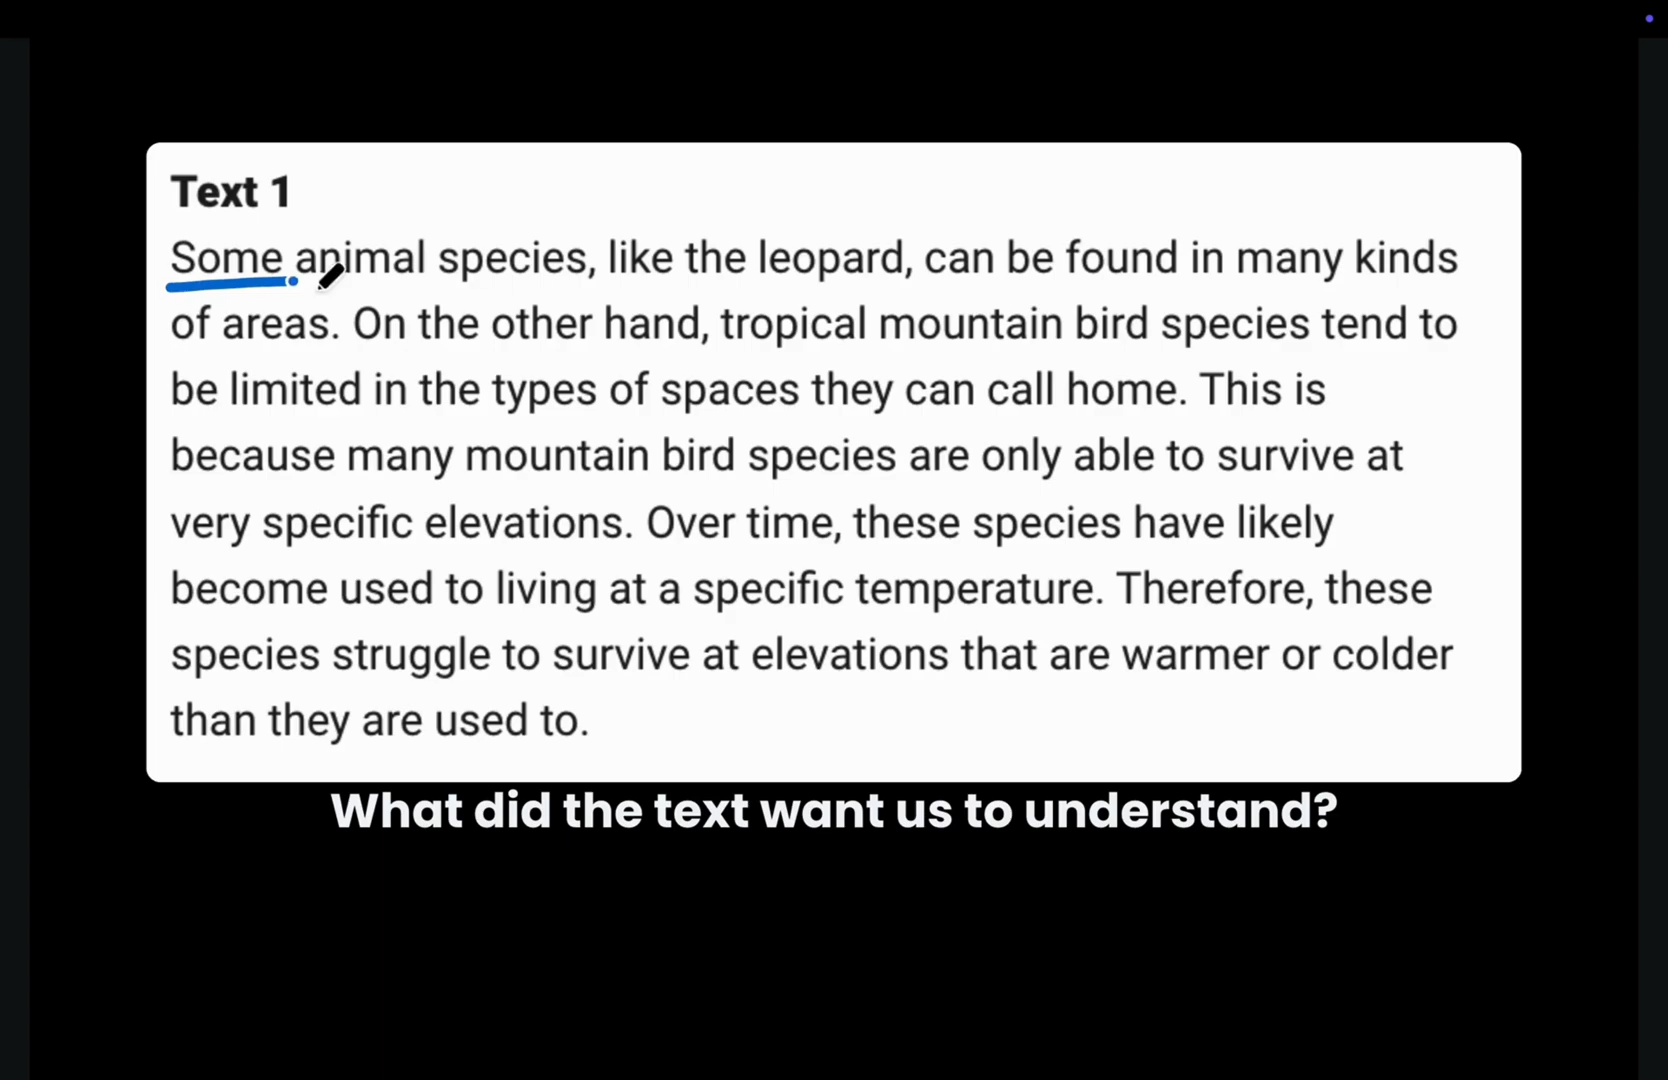 Text 1
Some animal species, like the leopard, can be found in many kinds
of areas. On the other hand, tropical mountain bird species tend to
be limited in the types of spaces they can call home. This is
because many mountain bird species are only able to survive at
very specific elevations. Over time, these species have likely
become used to living at a specific temperature. Therefore, these
species struggle to survive at elevations that are warmer or colder
than they are used to.
What did the text want us to understand?